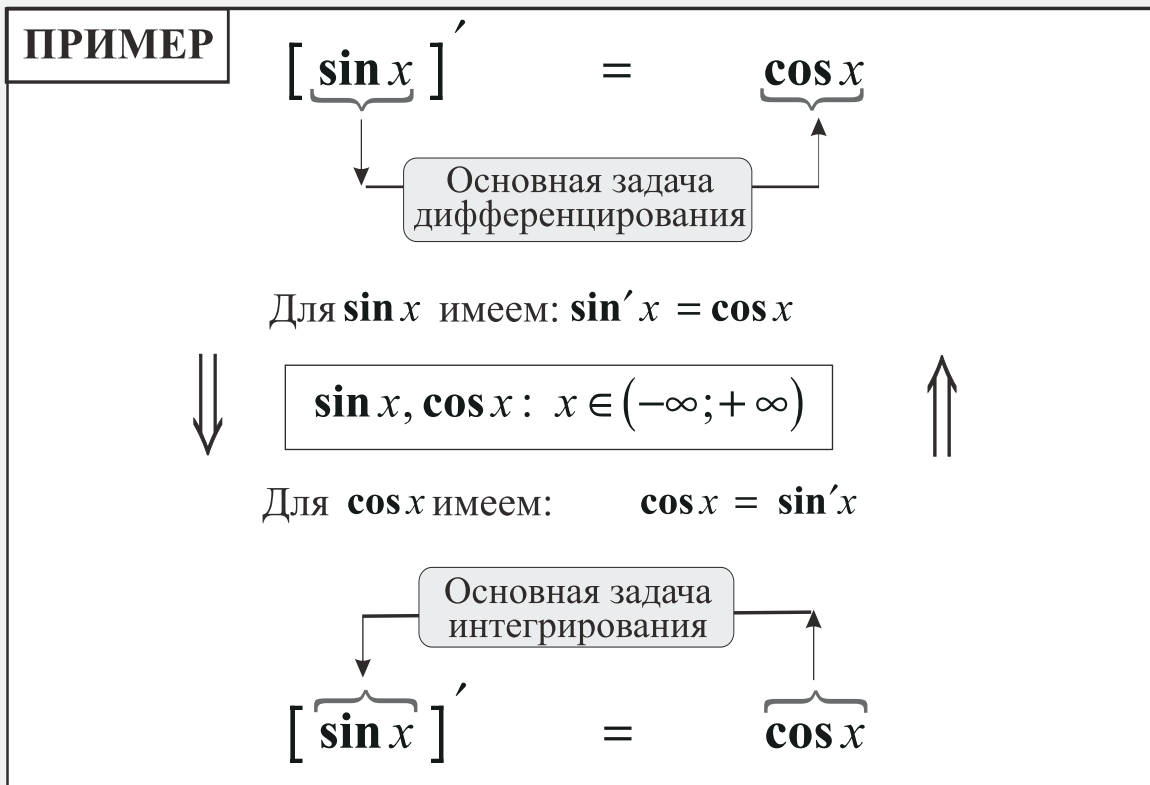 ПРИМЕР
[ sin x ]′ = cos x
Основная задача
дифференцирования
Для sin x имеем: sin′ x = cos x
sin x, cos x : x ∈ (−∞; + ∞)
Для cos x имеем: cos x = sin′x
Основная задача
интегрирования
[ sin x ]′ = cos x